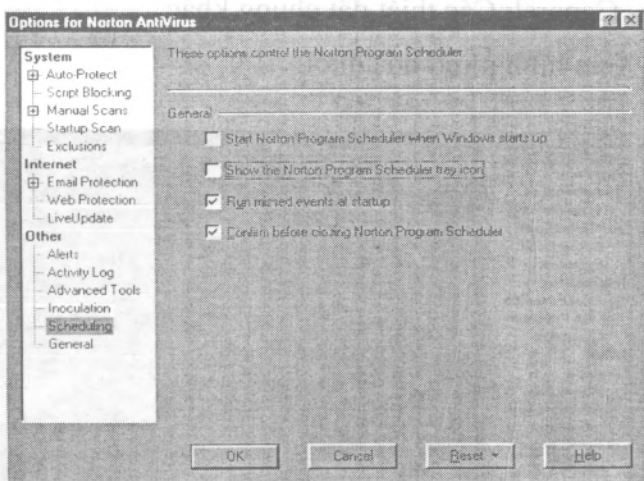 Options for Norton AntiVirus
System
Auto-Protect
Script Blocking
Manual Scans
Startup Scan
Exclusions
Internet
Email Protection
Web Protection
LiveUpdate
Other
Alerts
Activity Log
Advanced Tools
Inoculation
Scheduling
General
These options control the Norton Program Scheduler.
General
Start Norton Program Scheduler when Windows starts up
Show the Norton Program Scheduler tray icon
Run missed events at startup
Confirm before closing Norton Program Scheduler
OK
Cancel
Reset
Help